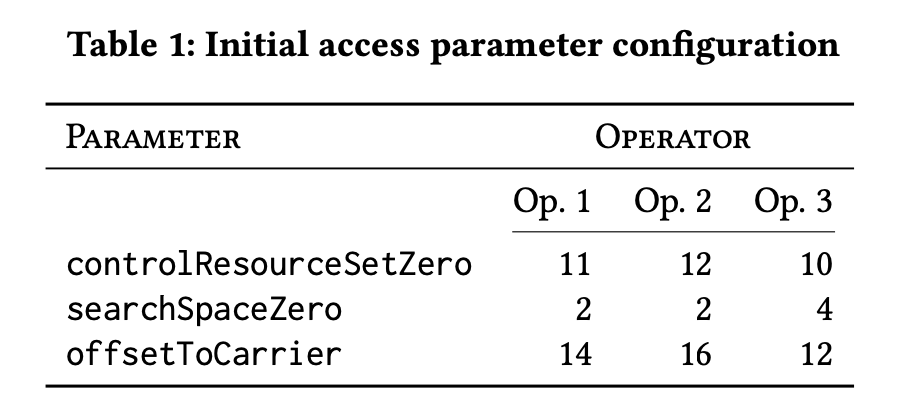 Table 1: Initial access parameter configuration
Parameter Operator
Op. 1 Op. 2 Op. 3
controlResourceSetZero 11 12 10
searchSpaceZero 2 2 4
offsetToCarrier 14 16 12